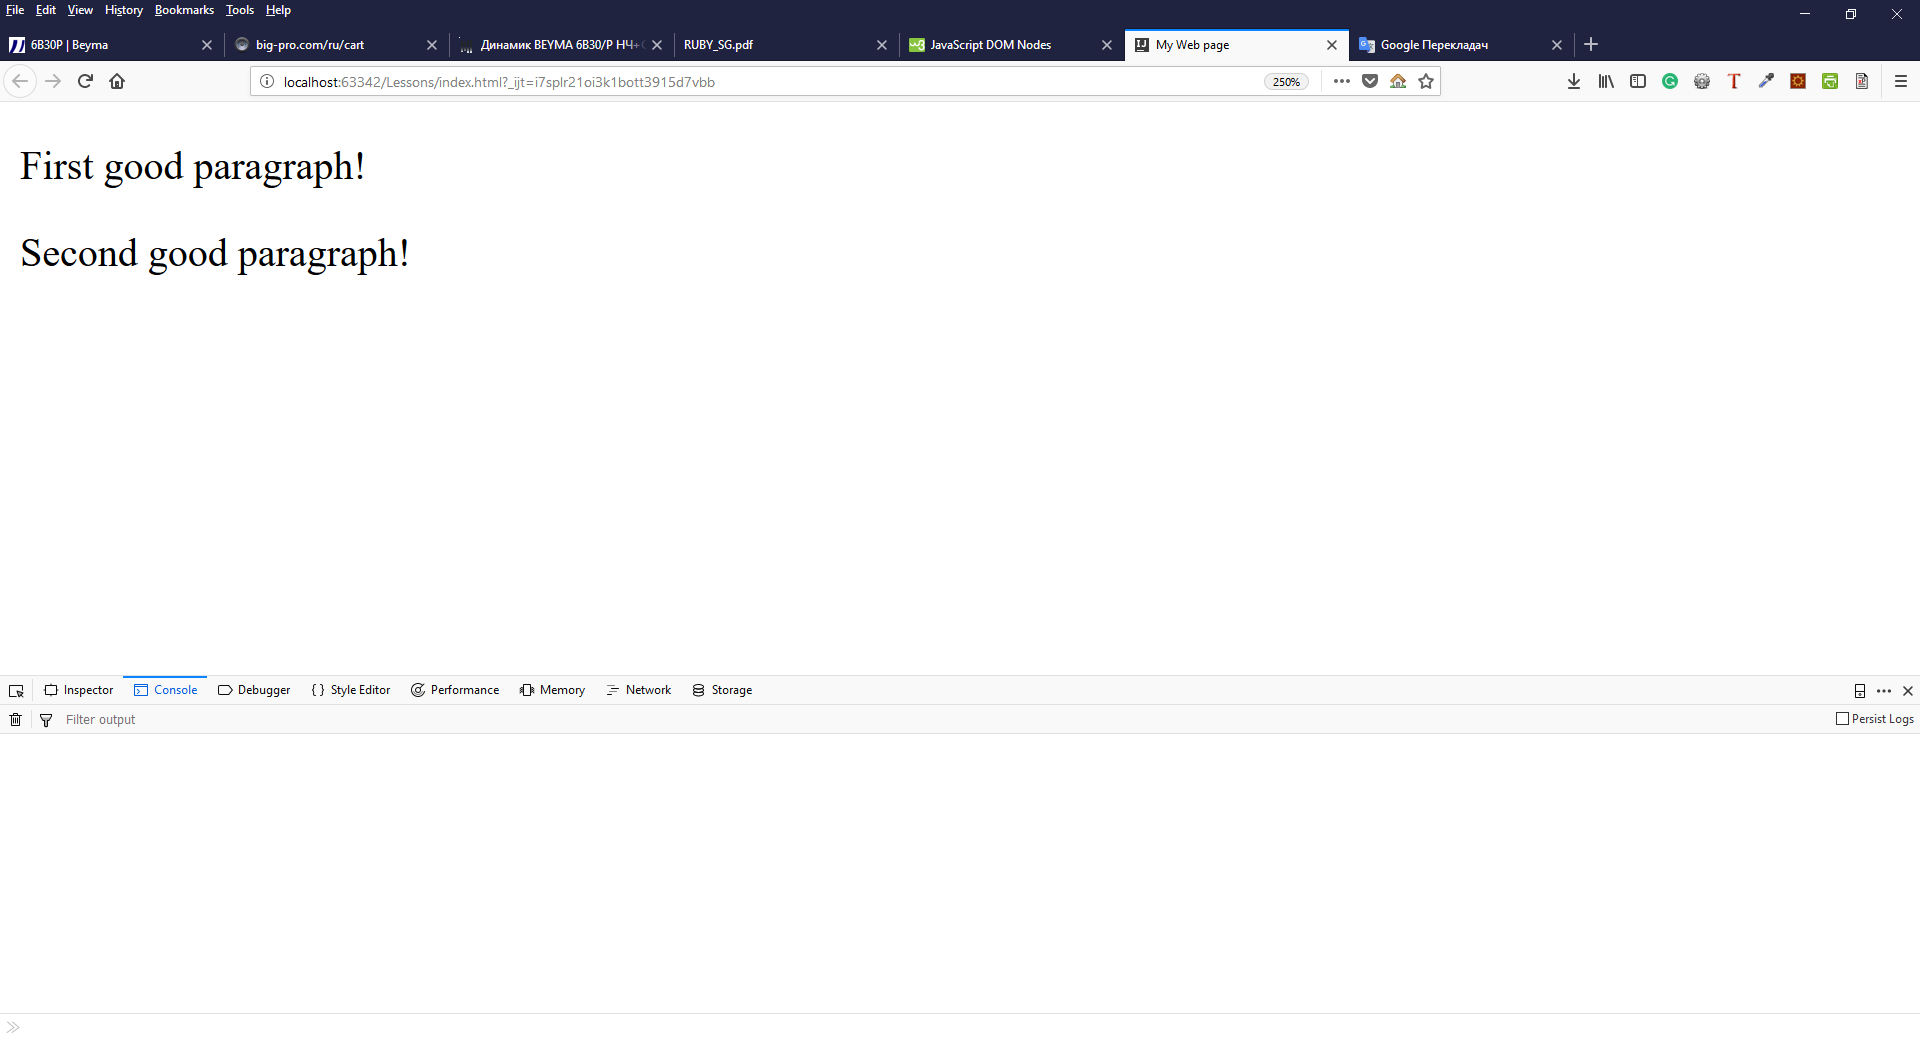 File Edit View History Bookmarks Tools Help
6B30P | Beyma
big-pro.com/ru/cart
Динамик BEYMA 6B30/P НЧ+
RUBY_SG.pdf
JavaScript DOM Nodes
My Web page
Google Перекладач
localhost:63342/Lessons/index.html?_ijt=i7splr21oi3k1bott3915d7vbb
250%
First good paragraph!
Second good paragraph!
Inspector Console Debugger Style Editor Performance Memory Network Storage
Filter output
Persist Logs